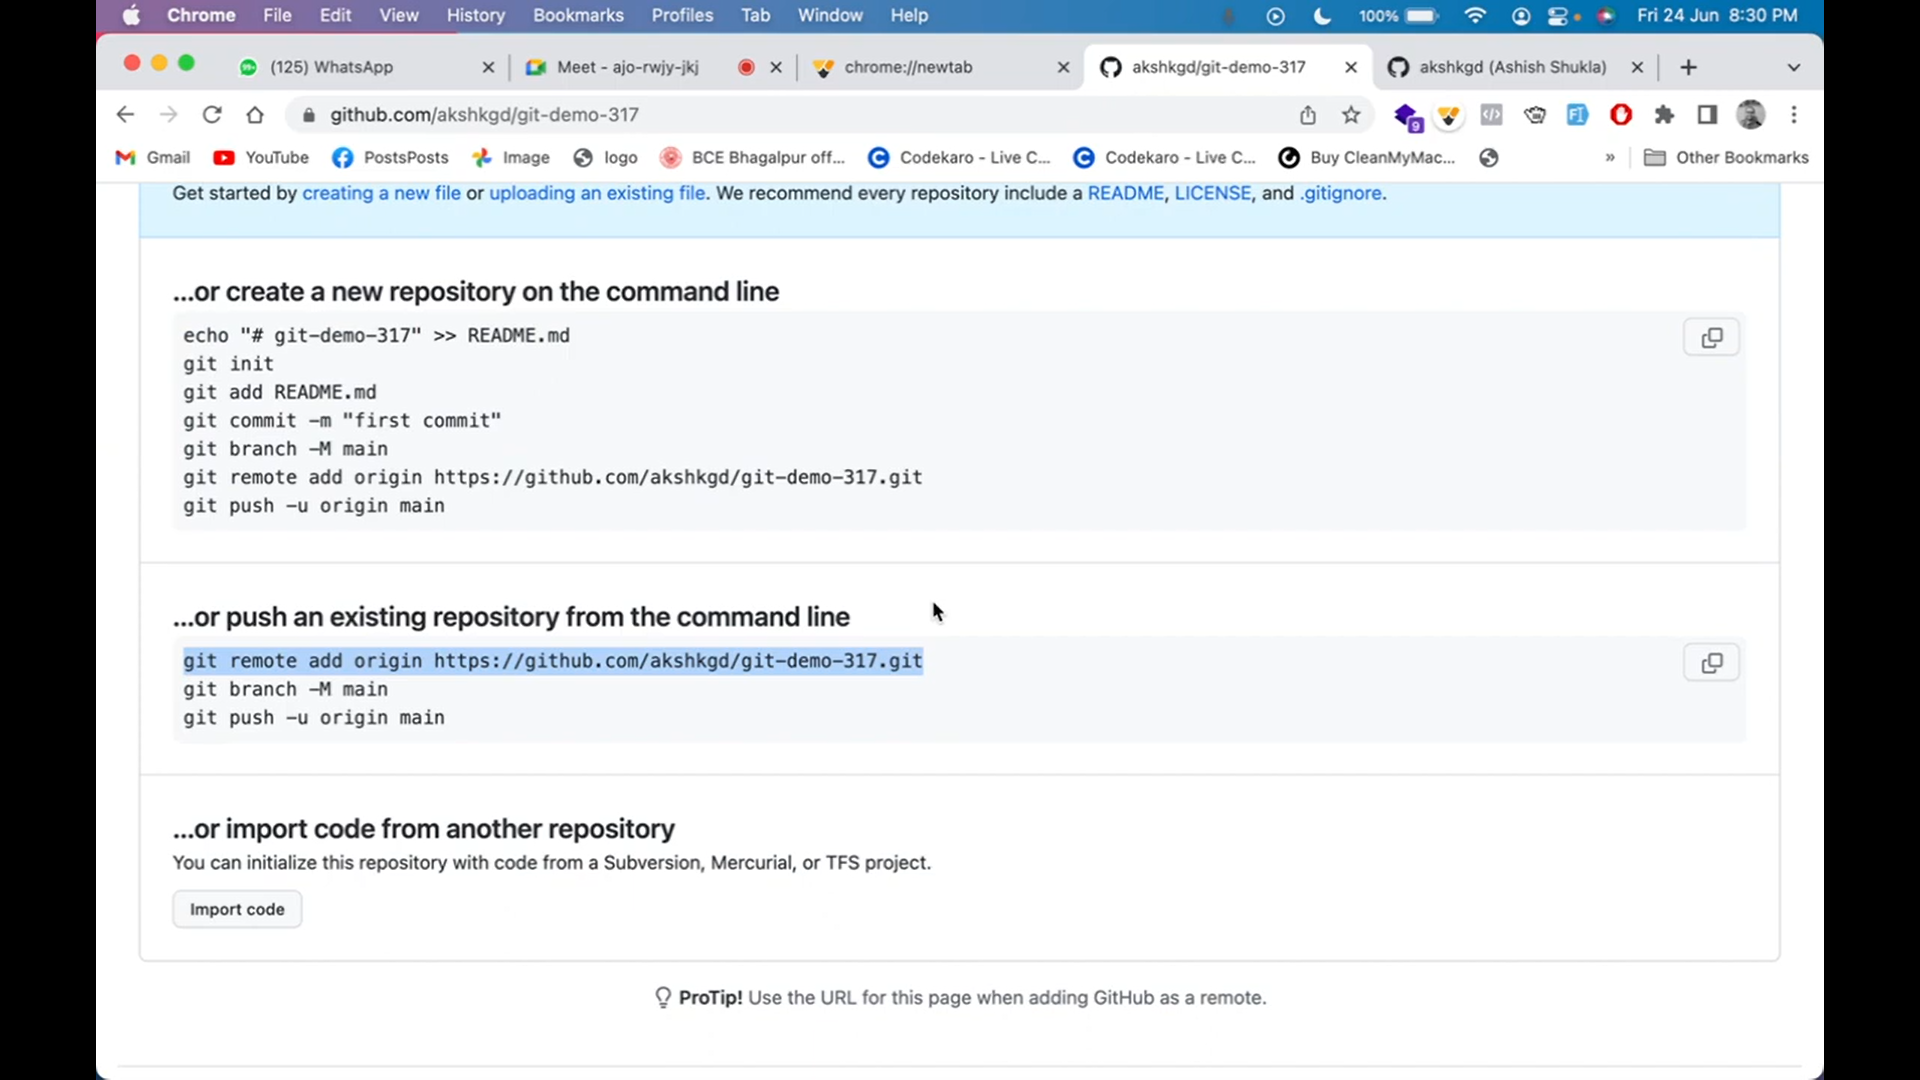 Chrome File Edit View History Bookmarks Profiles Tab Window Help 100% Fri 24 Jun 8:30 PM
(125) WhatsApp Meet - ajo-rwjy-jkj chrome://newtab akshkgd/git-demo-317 akshkgd (Ashish Shukla)
github.com/akshkgd/git-demo-317 9
Gmail YouTube PostsPosts Image logo BCE Bhagalpur off... Codekaro - Live C... Codekaro - Live C... Buy CleanMyMac... » Other Bookmarks
Get started by creating a new file or uploading an existing file. We recommend every repository include a README, LICENSE, and .gitignore.
...or create a new repository on the command line
echo "# git-demo-317" >> README.md
git init
git add README.md
git commit -m "first commit"
git branch -M main
git remote add origin https://github.com/akshkgd/git-demo-317.git
git push -u origin main
...or push an existing repository from the command line
git remote add origin https://github.com/akshkgd/git-demo-317.git
git branch -M main
git push -u origin main
...or import code from another repository
You can initialize this repository with code from a Subversion, Mercurial, or TFS project.
Import code
ProTip! Use the URL for this page when adding GitHub as a remote.